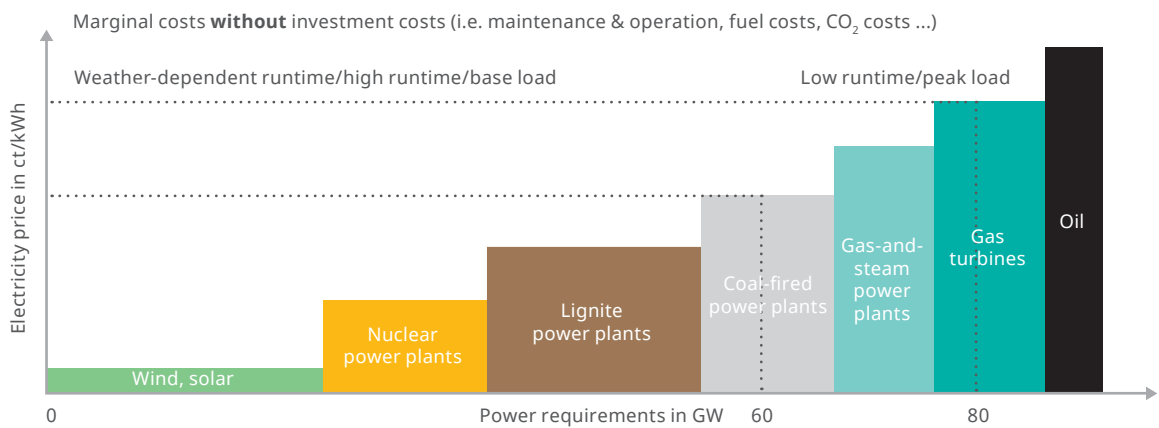 Marginal costs without investment costs (i.e. maintenance & operation, fuel costs, CO₂ costs ...)
Weather-dependent runtime/high runtime/base load
Low runtime/peak load
Electricity price in ct/kWh
Wind, solar
Nuclear
power plants
Lignite
power plants
Coal-fired
power plants
Gas-and-
steam
power
plants
Gas
turbines
Oil
0
Power requirements in GW
60
80